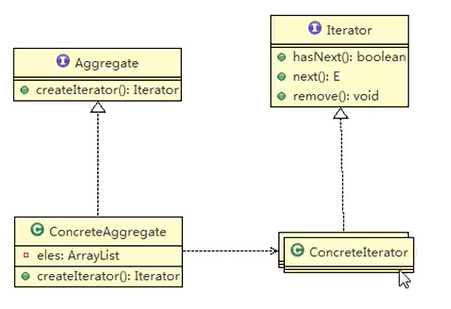 Aggregate
createIterator(): Iterator
Iterator
hasNext(): boolean
next(): E
remove(): void
ConcreteAggregate
eles: ArrayList
createIterator(): Iterator
ConcreteIterator